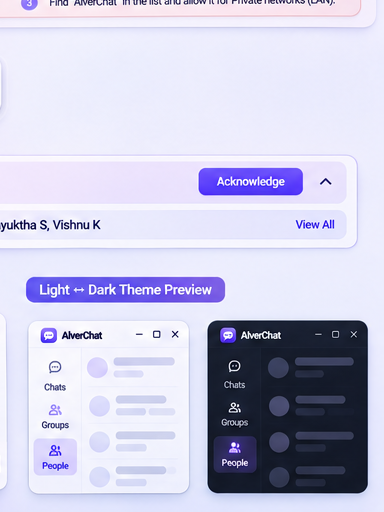 3 Find 'AlverChat' in the list and allow it for Private networks (LAN).
Acknowledge
yuktha S, Vishnu K View All
Light ↔ Dark Theme Preview
AlverChat
Chats
Groups
People
AlverChat
Chats
Groups
People